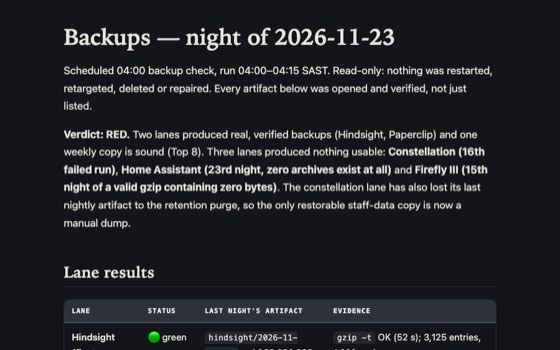 Backups — night of 2026-11-23
Scheduled 04:00 backup check, run 04:00–04:15 SAST. Read-only: nothing was restarted,
retargeted, deleted or repaired. Every artifact below was opened and verified, not just
listed.
Verdict: RED. Two lanes produced real, verified backups (Hindsight, Paperclip) and one
weekly copy is sound (Top 8). Three lanes produced nothing usable: Constellation (16th
failed run), Home Assistant (23rd night, zero archives exist at all) and Firefly III (15th
night of a valid gzip containing zero bytes). The constellation lane has also lost its last
nightly artifact to the retention purge, so the only restorable staff-data copy is now a
manual dump.
Lane results
LANE STATUS LAST NIGHT'S ARTIFACT EVIDENCE
Hindsight green hindsight/2026-11- gzip -t OK (52 s); 3,125 entries,